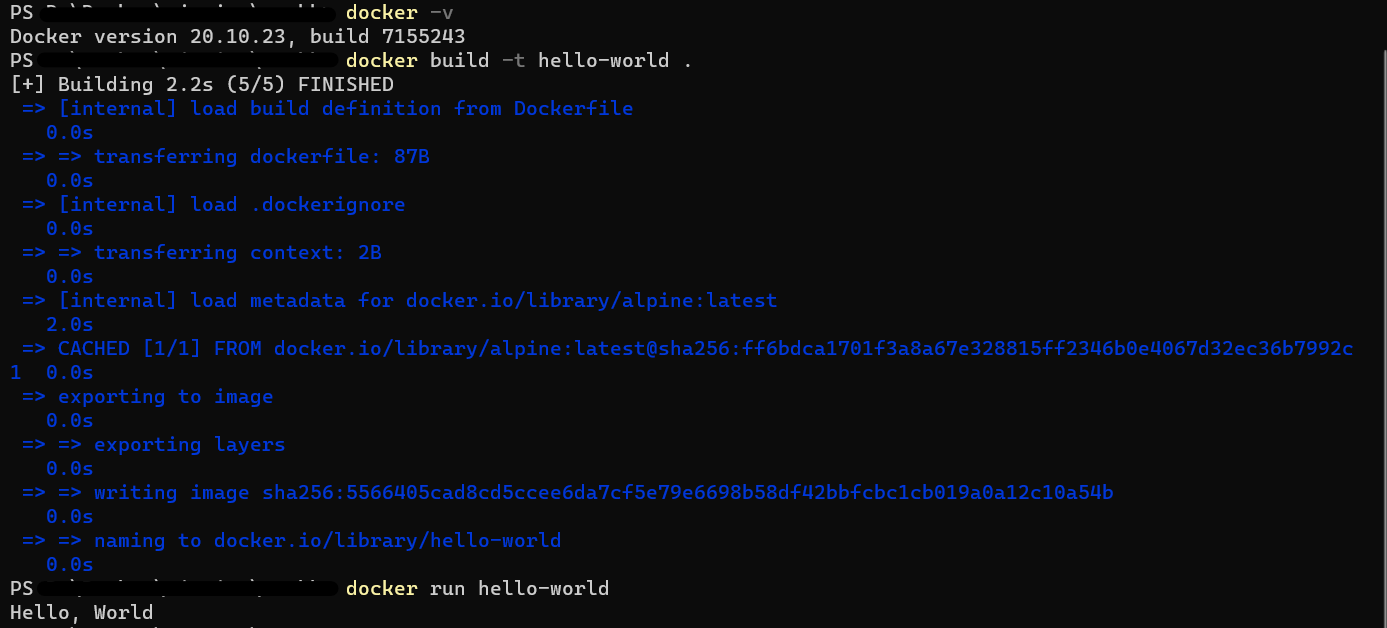 PS docker -v
Docker version 20.10.23, build 7155243
PS docker build -t hello-world .
[+] Building 2.2s (5/5) FINISHED
=> [internal] load build definition from Dockerfile
0.0s
=> => transferring dockerfile: 87B
0.0s
=> [internal] load .dockerignore
0.0s
=> => transferring context: 2B
0.0s
=> [internal] load metadata for docker.io/library/alpine:latest
2.0s
=> CACHED [1/1] FROM docker.io/library/alpine:latest@sha256:ff6bdca1701f3a8a67e328815ff2346b0e4067d32ec36b7992c
1  0.0s
=> exporting to image
0.0s
=> => exporting layers
0.0s
=> => writing image sha256:5566405cad8cd5ccee6da7cf5e79e6698b58df42bbfcbc1cb019a0a12c10a54b
0.0s
=> => naming to docker.io/library/hello-world
0.0s
PS docker run hello-world
Hello, World